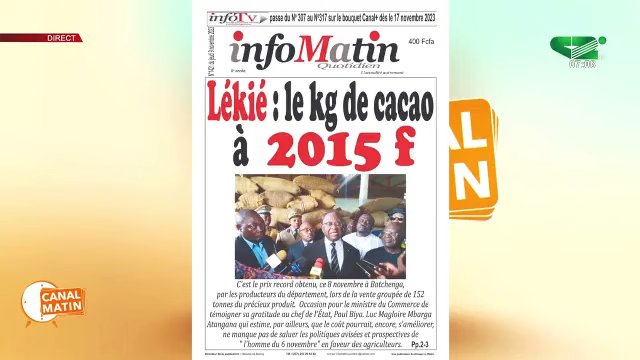 DIRECT
infoTv passe du N° 307 au N°317 sur le bouquet Canal+ dès le 17 novembre 2023
infoMatin
400 Fcfa
Quotidien
Lékié : le kg de cacao
à 2015 f
C'est le prix record obtenu, ce 8 novembre à Batchenga,
par les producteurs du département, lors de la vente groupée de 152
tonnes du précieux produit. Occasion pour le ministre du Commerce de
témoigner sa gratitude au chef de l'État, Paul Biya. Luc Magloire Mbarga
Atangana qui estime, par ailleurs, que le coût pourrait, encore, s'améliorer,
ne manque pas de saluer les politiques avisées et prospectives de
" l'homme du 6 novembre" en faveur des agriculteurs. Pp.2-3
CANAL
MATIN
CANAL
MATIN